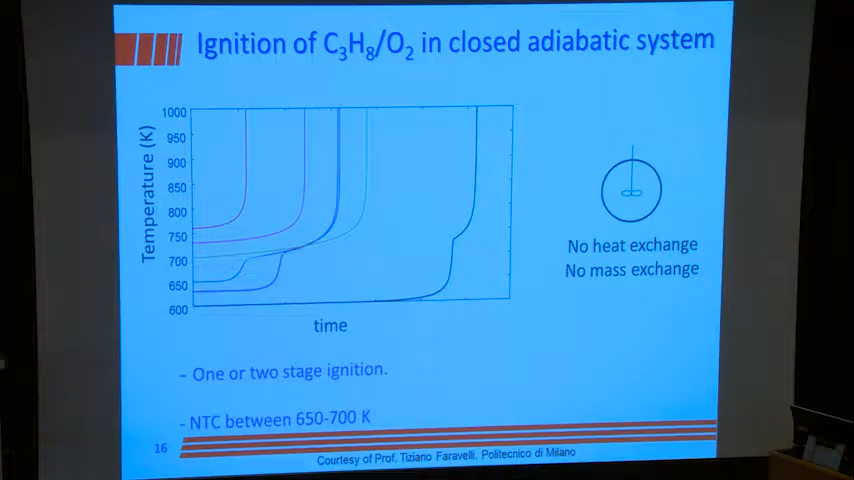 Ignition of C₃H₈/O₂ in closed adiabatic system
Temperature (K)
1000
950
900
850
800
750
700
650
600
time
No heat exchange
No mass exchange
- One or two stage ignition.
- NTC between 650-700 K
16
Courtesy of Prof. Tiziano Faravelli, Politecnico di Milano